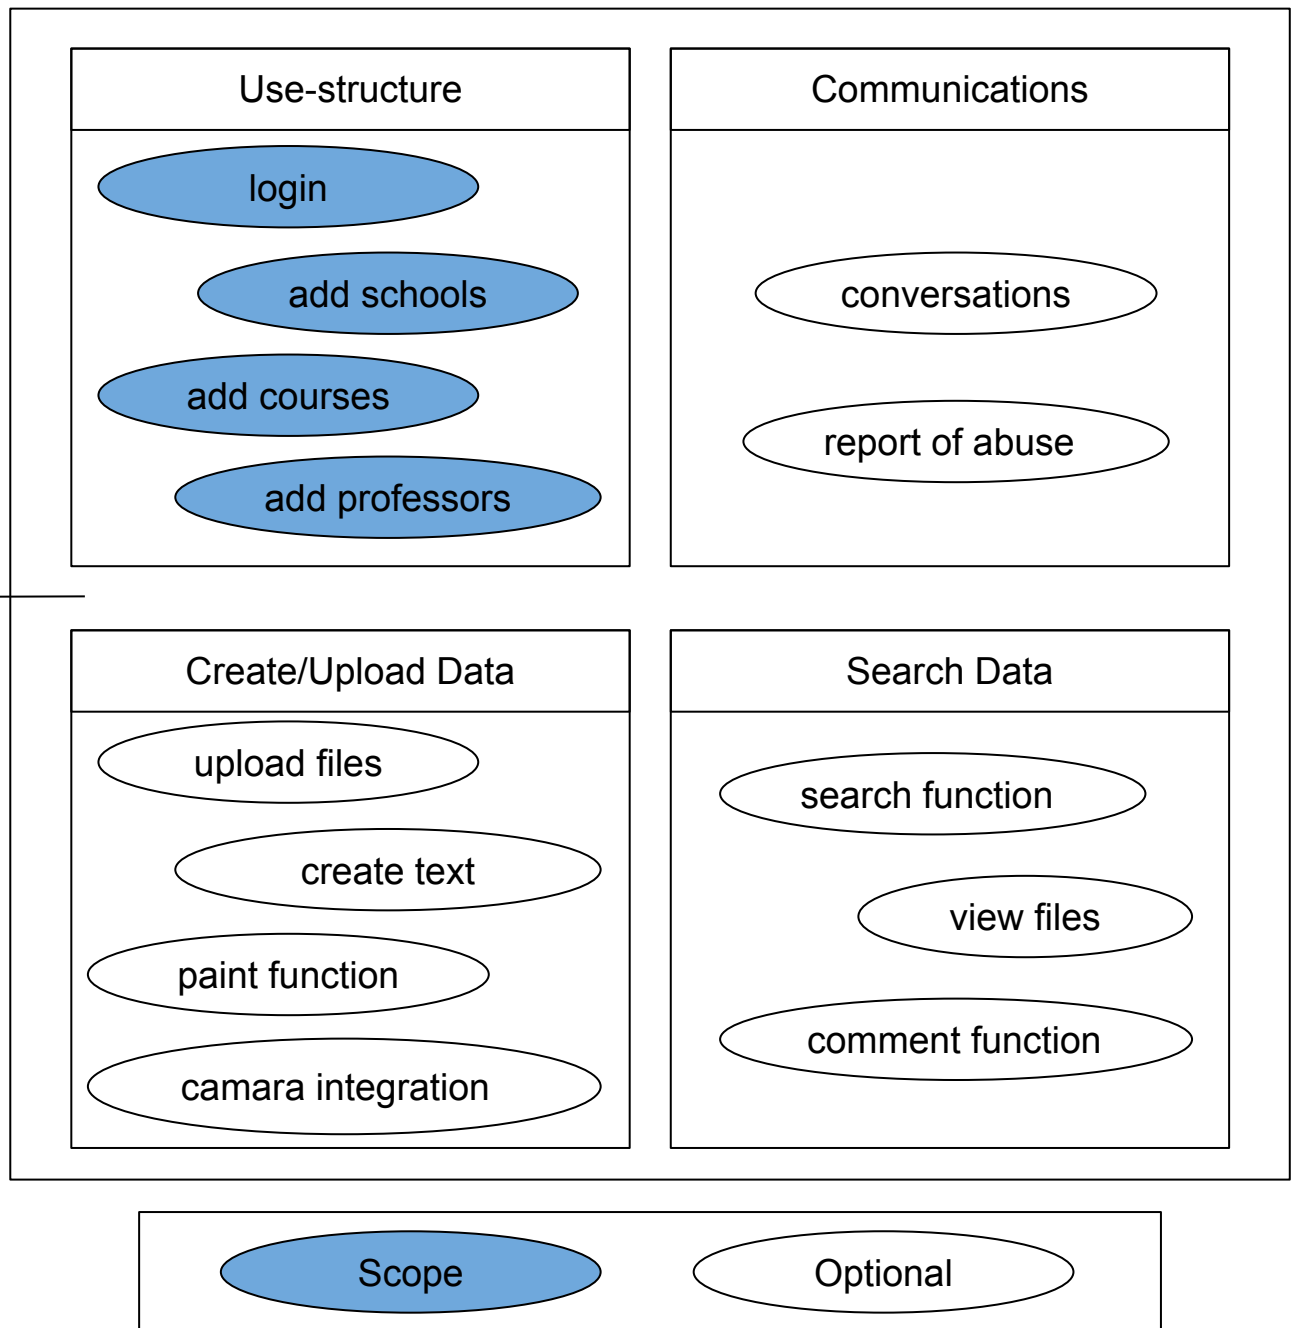 Use-structure
login
add schools
add courses
add professors
Communications
conversations
report of abuse
Create/Upload Data
upload files
create text
paint function
camara integration
Search Data
search function
view files
comment function
Scope
Optional